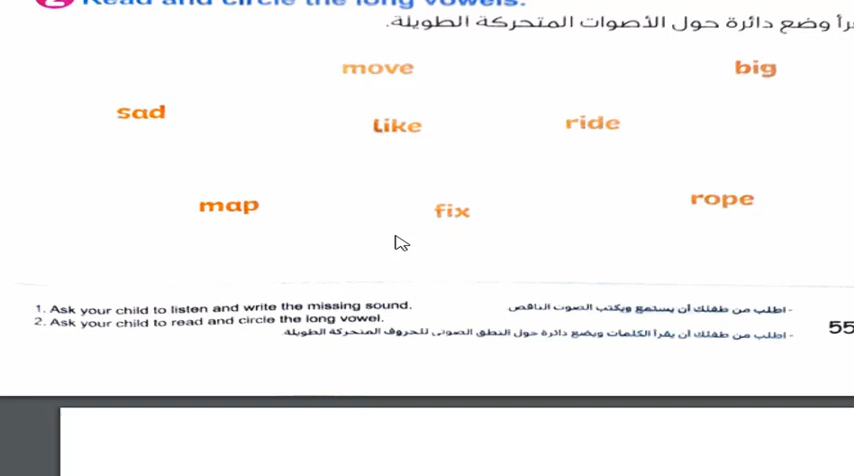 Read and circle the long vowels.
رأ وضع دائرة حول الأصوات المتحركة الطويلة.
move
big
sad
like
ride
map
fix
rope
1. Ask your child to listen and write the missing sound.
- اطلب من طفلك أن يستمع ويكتب الصوت الناقص
2. Ask your child to read and circle the long vowel.
- اطلب من طفلك أن يقرأ الكلمات ويضع دائرة حول النطق الصوتى للحروف المتحركة الطويلة
55